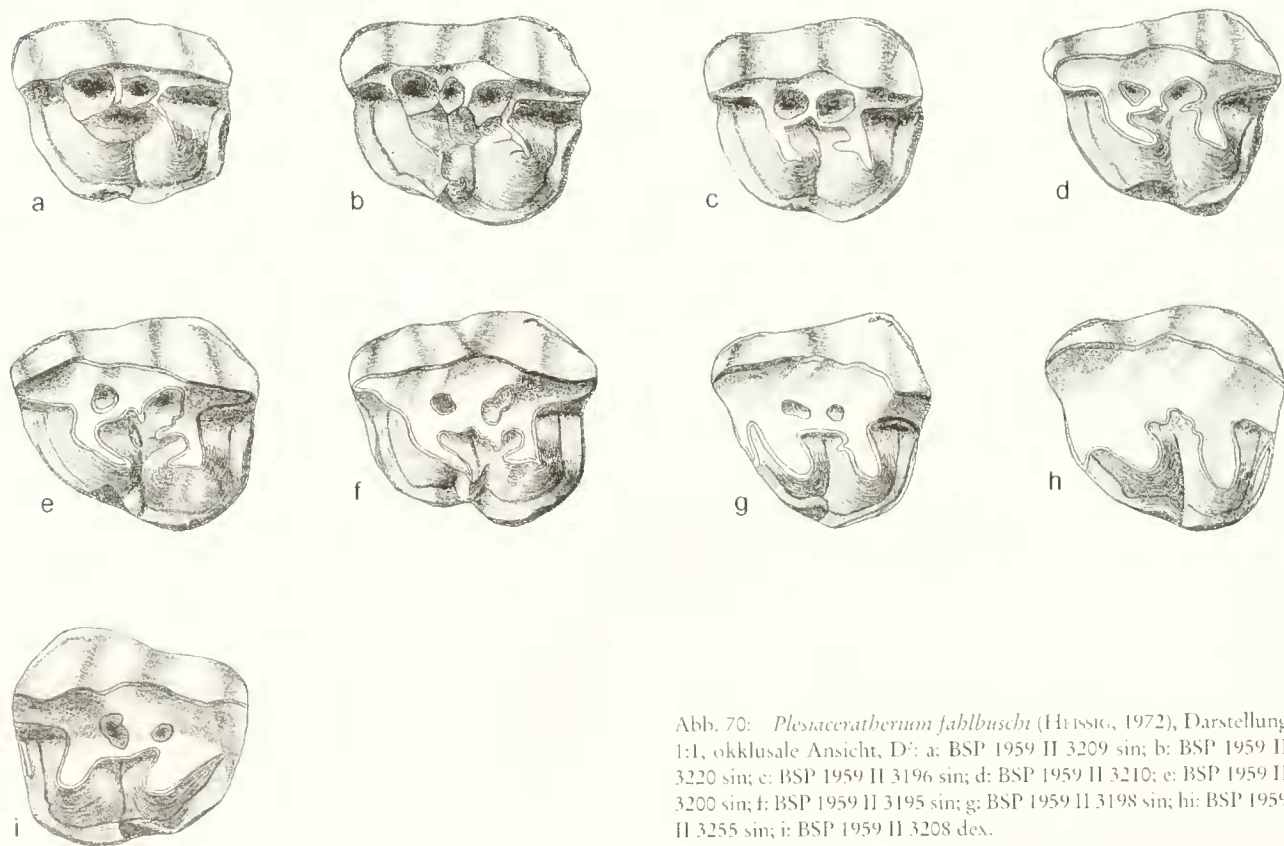 a
b
c
d
e
f
g
h
i
Abb. 70: Plesiaceratherium fahlbuschi (HEISSIG, 1972), Darstellung
1:1, okklusale Ansicht, a: BSP 1959 II 3209 sin; b: BSP 1959 II
3220 sin; c: BSP 1959 II 3196 sin; d: BSP 1959 II 3210; e: BSP 1959 II
3200 sin; f: BSP 1959 II 3195 sin; g: BSP 1959 II 3198 sin; hi: BSP 1959
II 3255 sin; i: BSP 1959 II 3208 dex.